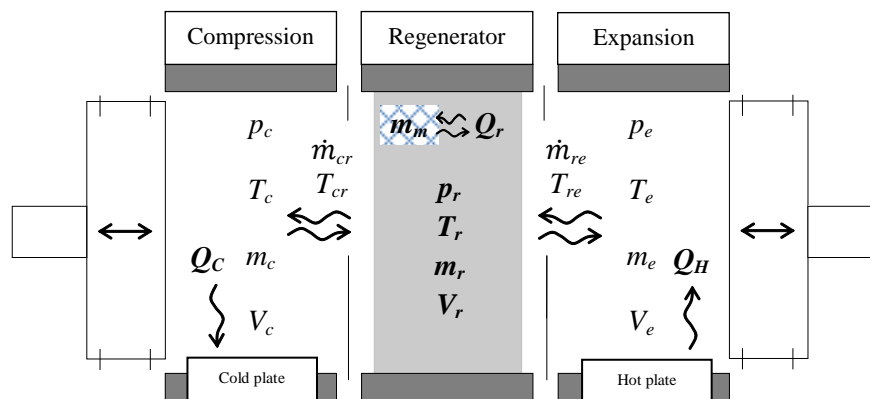 Compression
Regenerator
Expansion
p_c
ṁ_cr
T_cr
T_c
Q_C
m_c
V_c
Cold plate
m_m
Q_r
p_r
T_r
m_r
V_r
ṁ_re
T_re
p_e
T_e
m_e
Q_H
V_e
Hot plate